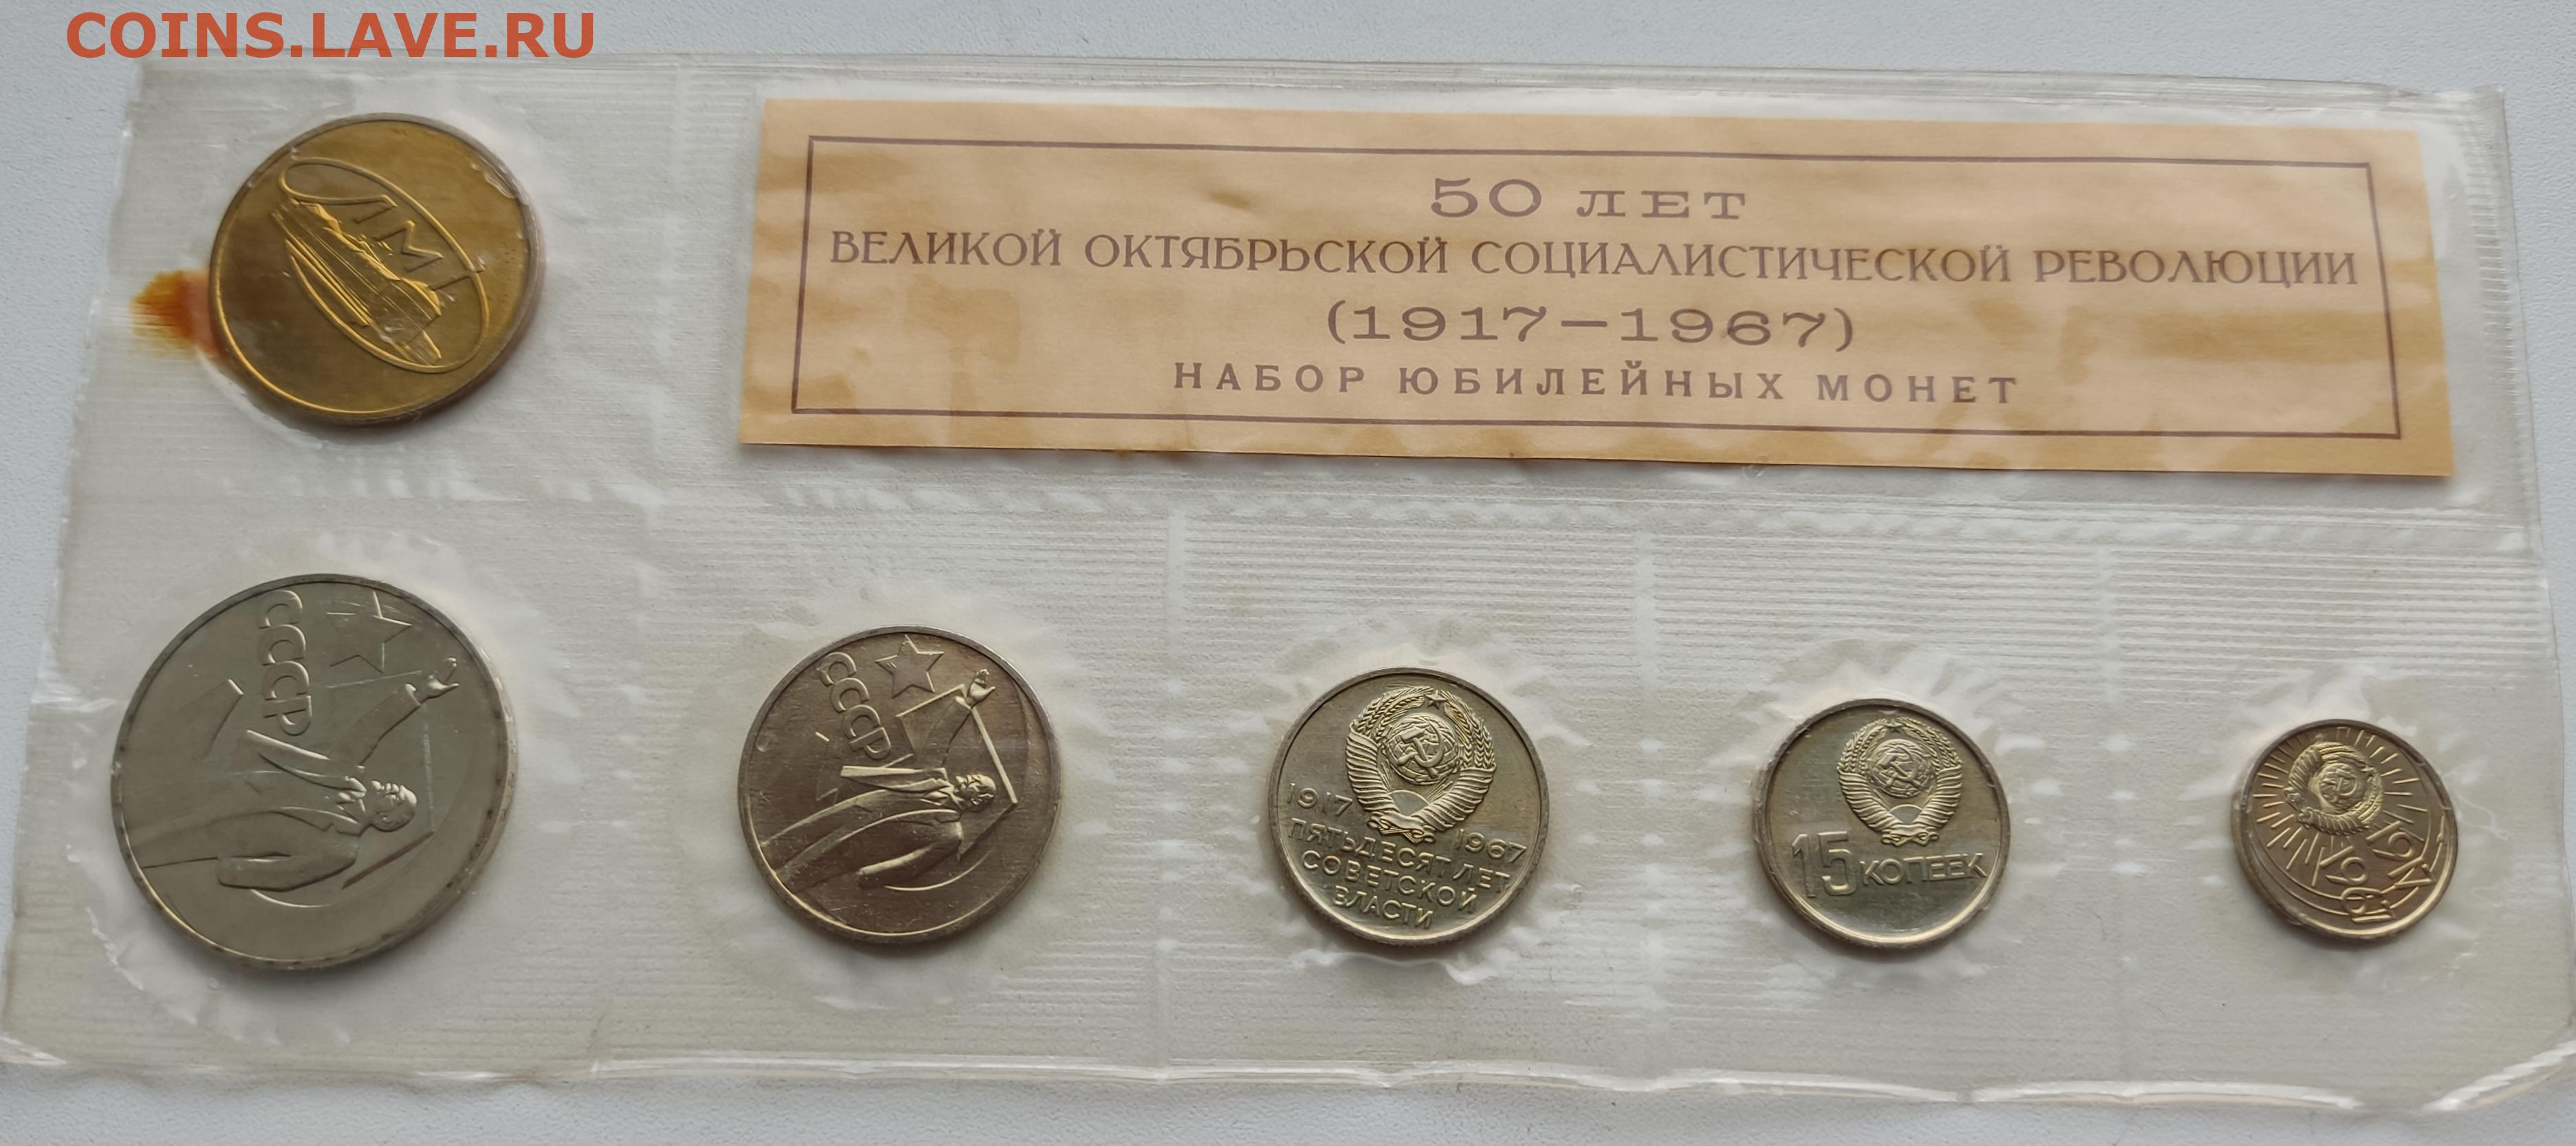 COINS.LAVE.RU
50 ЛЕТ
ВЕЛИКОЙ ОКТЯБРЬСКОЙ СОЦИАЛИСТИЧЕСКОЙ РЕВОЛЮЦИИ
(1917–1967)
НАБОР ЮБИЛЕЙНЫХ МОНЕТ
ЛМД
СССР
СССР
1917 1967
ПЯТЬДЕСЯТ ЛЕТ
СОВЕТСКОЙ
ВЛАСТИ
15 КОПЕЕК
1917
1967